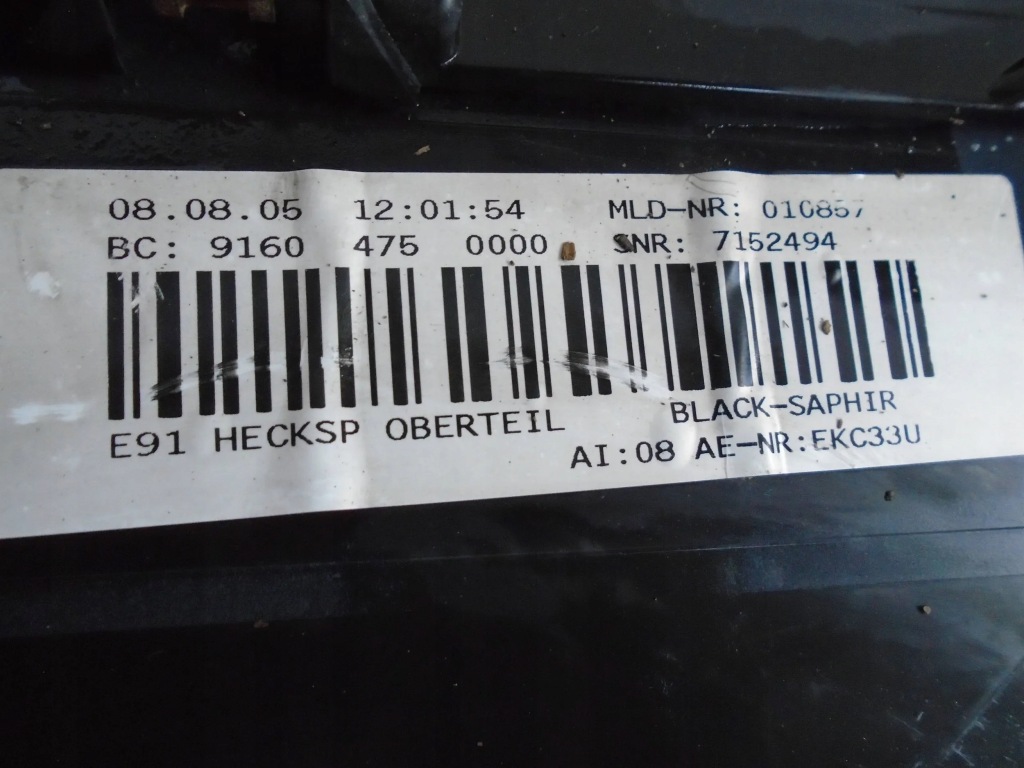 08.08.05 12:01:54 MLD-NR: 010857
BC: 9160 475 0000 SNR: 7152494
E91 HECKSP OBERTEIL BLACK-SAPHIR
AI:08 AE-NR:EKC33U